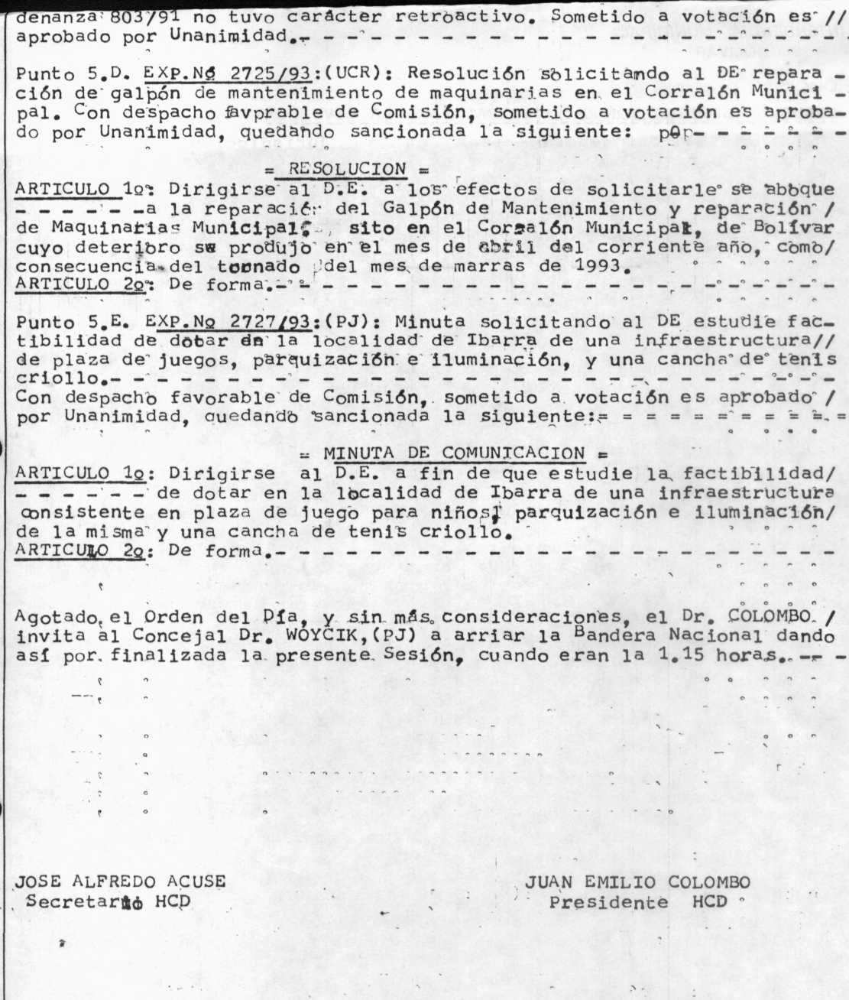 denanza 803/91 no tuvo carácter retroactivo. Sometido a votación es //
aprobado por Unanimidad.- - - - - - - - - - - - - - - - - - - - - - - -
Punto 5.D. EXP.Nº 2725/93:(UCR): Resolución solicitando al DE repara -
ción de galpón de mantenimiento de maquinarias en el Corralón Munici -
pal. Con despacho favprable de Comisión, sometido a votación es aproba-
do por Unanimidad, quedando sancionada la siguiente: por- - - - - - -
= RESOLUCION =
ARTICULO 1º: Dirigirse al D.E. a los efectos de solicitarle se abboque
- - - - - - -a la reparación del Galpón de Mantenimiento y reparación /
de Maquinarias Municipal, sito en el Corralón Municipal, de Bolívar
cuyo deterioro se produjo en el mes de abril del corriente año, como/
consecuencia del tornado del mes de marras de 1993.
ARTICULO 2º: De forma.- - - - - - - - - - - - - - - - - - - - - - - -
Punto 5.E. EXP.Nº 2727/93:(PJ): Minuta solicitando al DE estudie fac-
tibilidad de dotar en la localidad de Ibarra de una infraestructura//
de plaza de juegos, parquización e iluminación, y una cancha de tenis
criollo.- - - - - - - - - - - - - - - - - - - - - - - - - - - - - - -
Con despacho favorable de Comisión, sometido a votación es aprobado /
por Unanimidad, quedando sancionada la siguiente:= = = = = = = = = = =
= MINUTA DE COMUNICACION =
ARTICULO 1º: Dirigirse al D.E. a fin de que estudie la factibilidad/
- - - - - - - de dotar en la localidad de Ibarra de una infraestructura
consistente en plaza de juego para niños, parquización e iluminación/
de la misma y una cancha de tenis criollo.
ARTICULO 2º: De forma.- - - - - - - - - - - - - - - - - - - - - - - -
Agotado el Orden del Día, y sin más consideraciones, el Dr. COLOMBO /
invita al Concejal Dr. WOYCIK,(PJ) a arriar la Bandera Nacional dando
así por finalizada la presente Sesión, cuando eran la 1.15 horas.-- -
JOSE ALFREDO ACUSE JUAN EMILIO COLOMBO
Secretario HCD Presidente HCD